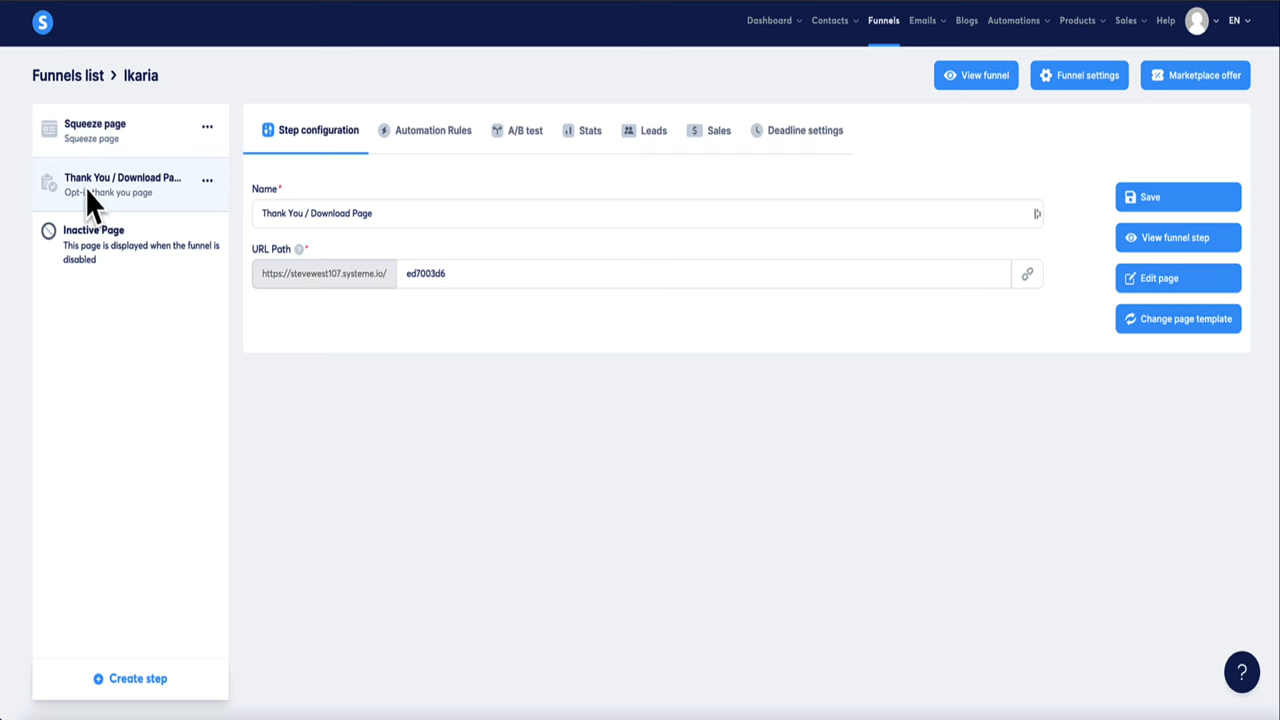 S
Dashboard
Contacts
Funnels
Emails
Blogs
Automations
Products
Sales
Help
EN
Funnels list > Ikaria
View funnel
Funnel settings
Marketplace offer
Squeeze page
Squeeze page
Thank You / Download Pa...
thank you page
Inactive Page
This page is displayed when the funnel is
disabled
Create step
Step configuration
Automation Rules
A/B test
Stats
Leads
Sales
Deadline settings
Name*
Thank You / Download Page
URL Path ? *
https://stevewest107.systeme.io/
ed7003d6
Save
View funnel step
Edit page
Change page template
?